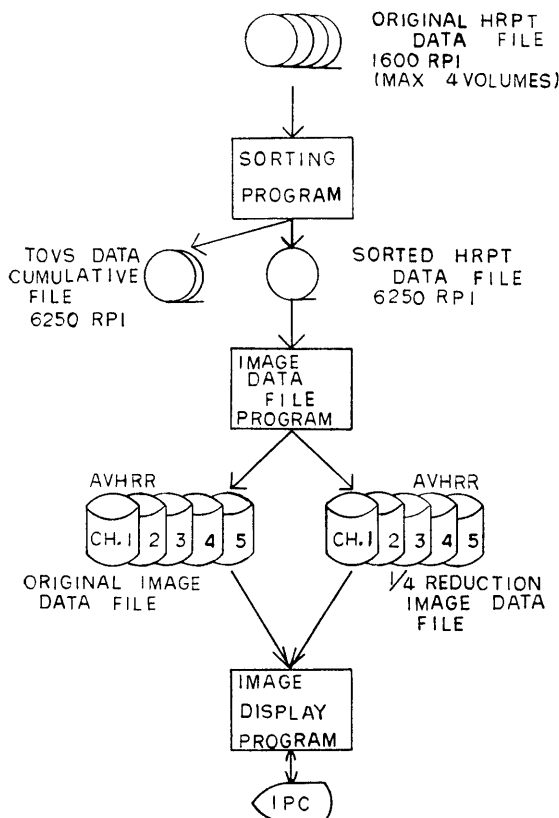 ORIGINAL HRPT
DATA FILE
1600 RPI
(MAX 4 VOLUMES)
SORTING
PROGRAM
TOVS DATA
CUMULATIVE
FILE
6250 RPI
SORTED HRPT
DATA FILE
6250 RPI
IMAGE
DATA
FILE
PROGRAM
AVHRR
CH.1 2 3 4 5
ORIGINAL IMAGE
DATA FILE
AVHRR
CH.1 2 3 4 5
1/4 REDUCTION
IMAGE DATA
FILE
IMAGE
DISPLAY
PROGRAM
IPC